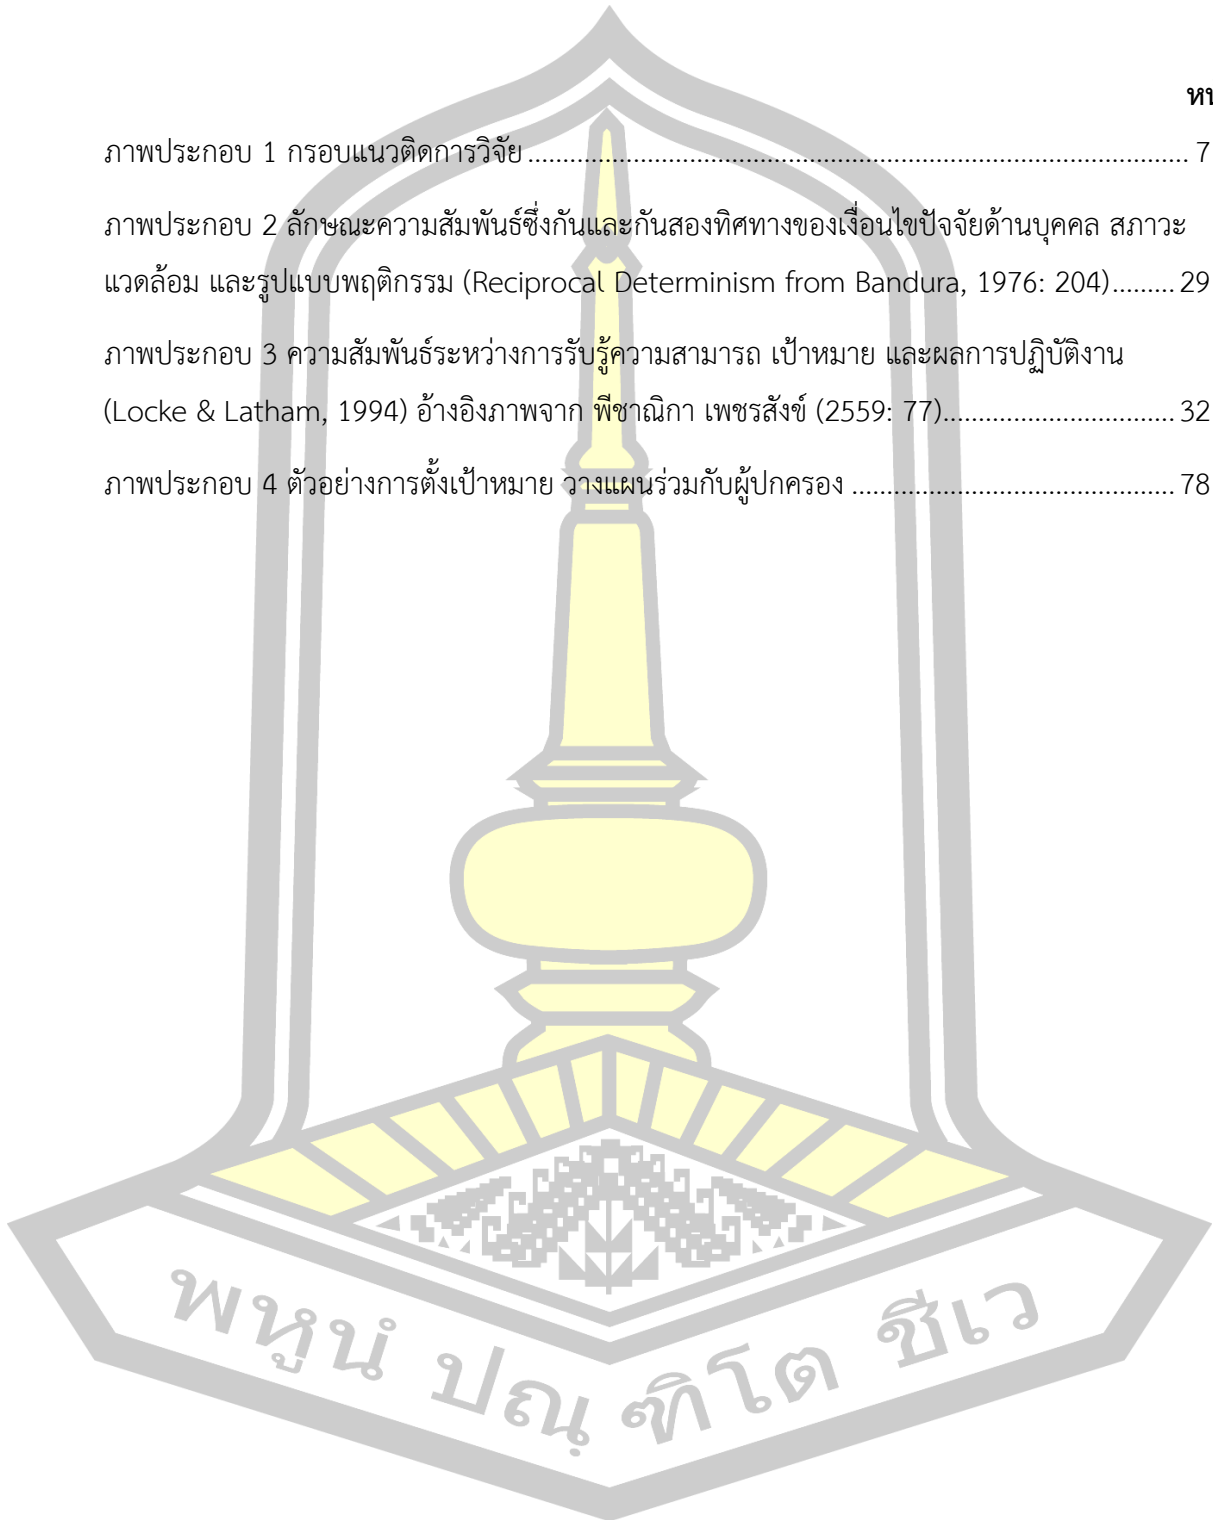 ภาพประกอบ 1 กรอบแนวติดการวิจัย ................................................................................................ 7
ภาพประกอบ 2 ลักษณะความสัมพันธ์ซึ่งกันและกันสองทิศทางของเงื่อนไขปัจจัยด้านบุคคล สภาวะ
แวดล้อม และรูปแบบพฤติกรรม (Reciprocal Determinism from Bandura, 1976: 204)......... 29
ภาพประกอบ 3 ความสัมพันธ์ระหว่างการรับรู้ความสามารถ เป้าหมาย และผลการปฏิบัติงาน
(Locke & Latham, 1994) อ้างอิงภาพจาก พีชาณิกา เพชรสังข์ (2559: 77)................................. 32
ภาพประกอบ 4 ตัวอย่างการตั้งเป้าหมาย วางแผนร่วมกับผู้ปกครอง .............................................. 78
พหูนํ ปณฺฑิโต ชีเว